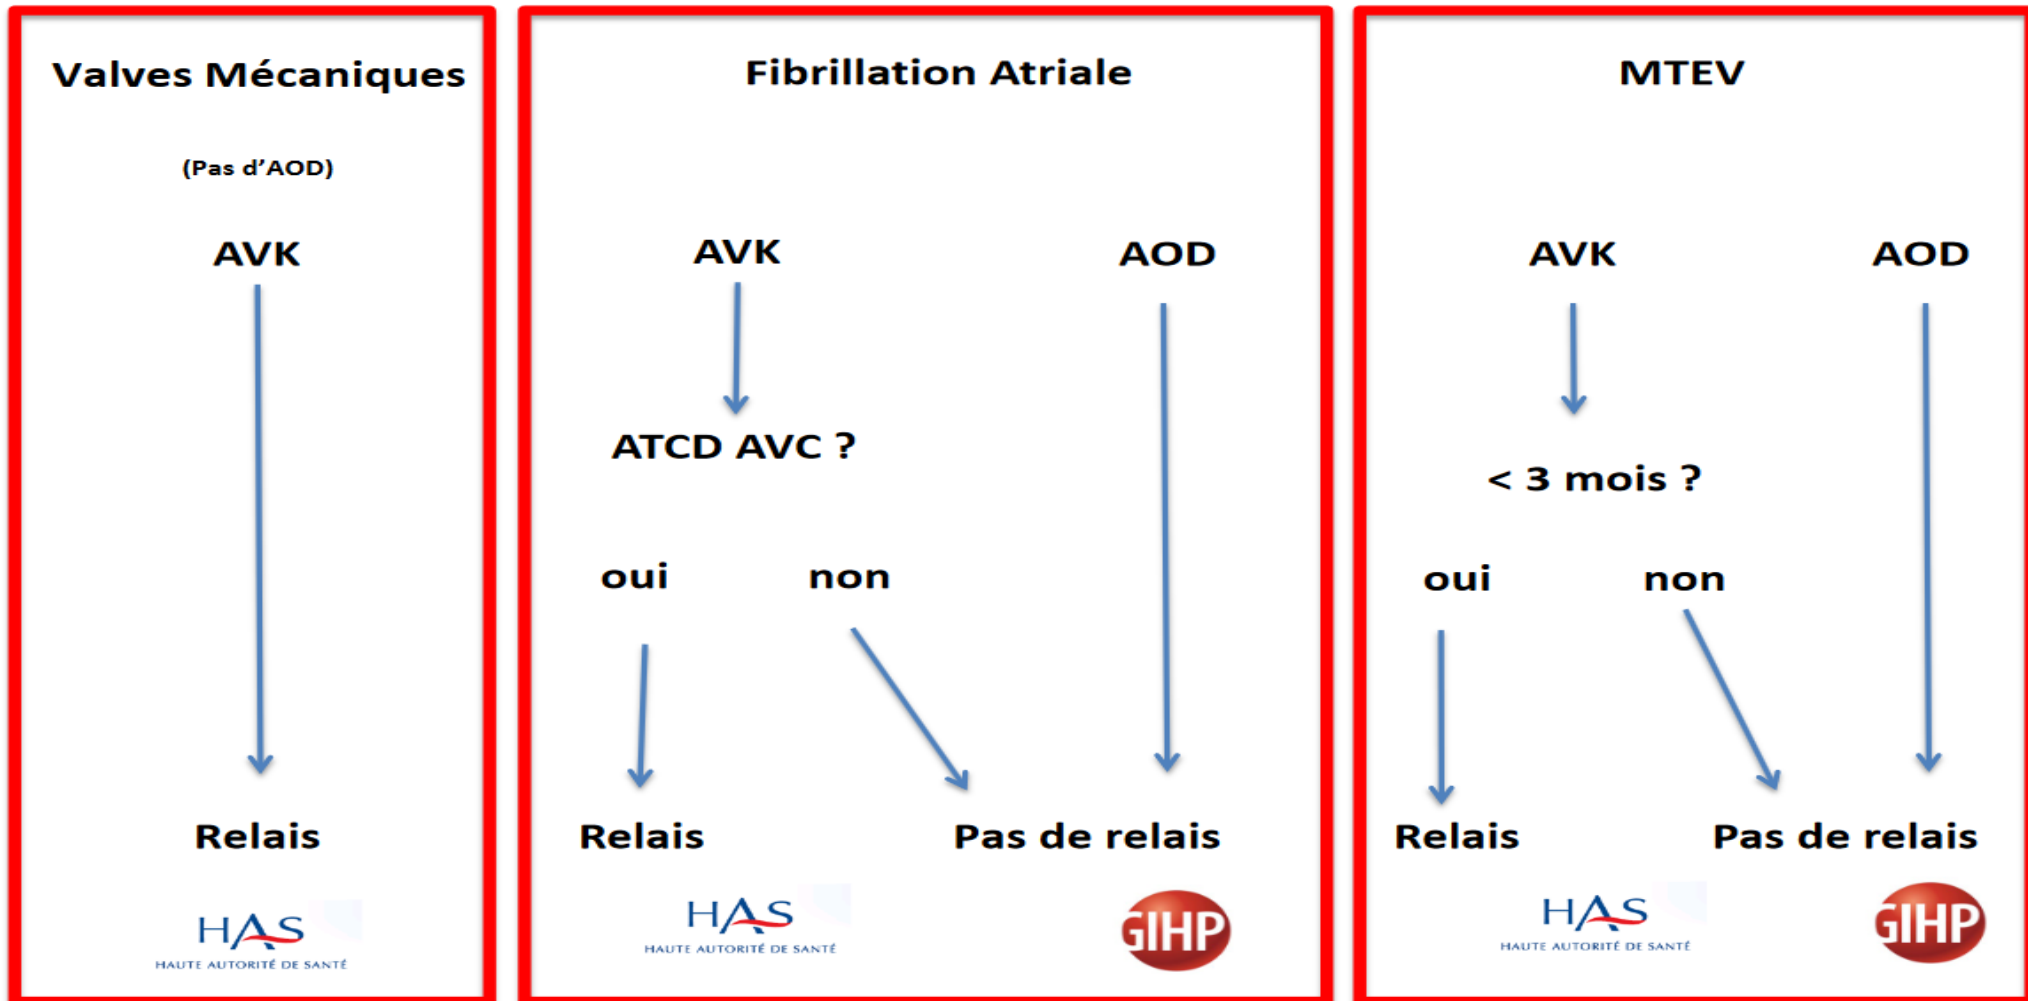 Valves Mécaniques
(Pas d'AOD)
AVK
Relais
HAS
HAUTE AUTORITÉ DE SANTÉ
Fibrillation Atriale
AVK
AOD
ATCD AVC ?
oui
non
Relais
Pas de relais
HAS
HAUTE AUTORITÉ DE SANTÉ
GIHP
MTEV
AVK
AOD
< 3 mois ?
oui
non
Relais
Pas de relais
HAS
HAUTE AUTORITÉ DE SANTÉ
GIHP